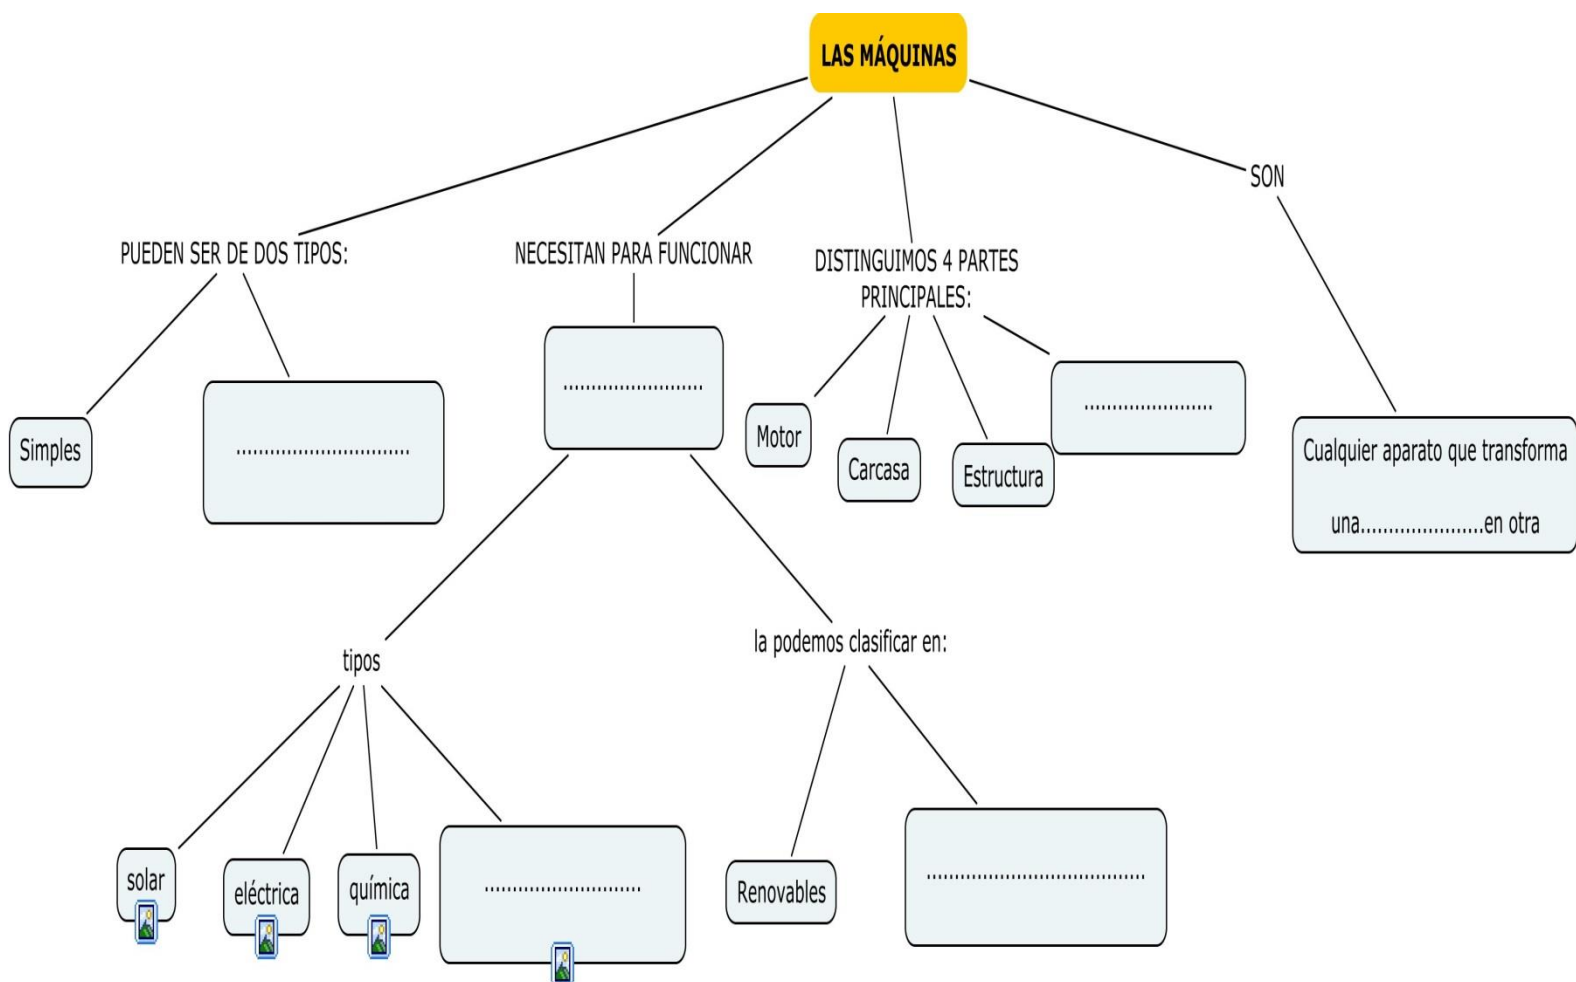 LAS MÁQUINAS
SON
PUEDEN SER DE DOS TIPOS:
NECESITAN PARA FUNCIONAR
DISTINGUIMOS 4 PARTES
PRINCIPALES:
Simples
...............................
.........................
Motor
Carcasa
Estructura
.......................
Cualquier aparato que transforma
una......................en otra
tipos
la podemos clasificar en:
solar
eléctrica
química
............................
Renovables
.......................................